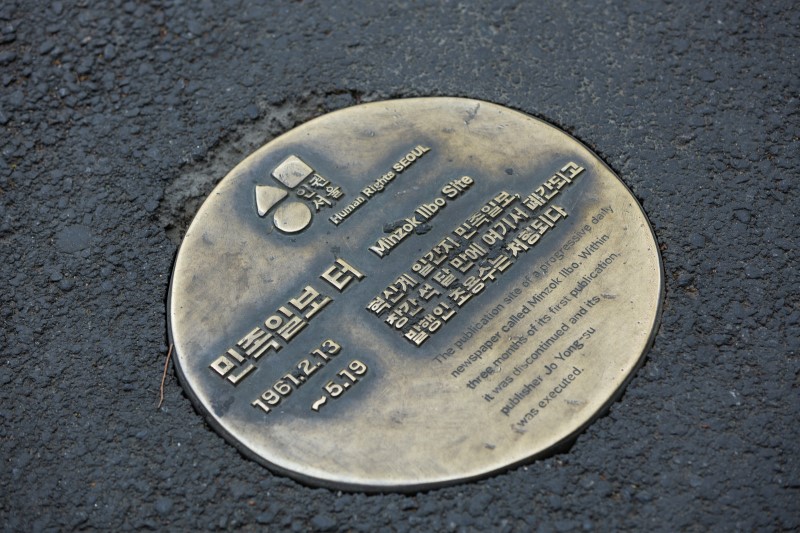 인권
서울
Human Rights SEOUL
민족일보 터
Minzok Ilbo Site
1961.2.13
~5.19
혁신계 일간지 민족일보,
창간 석 달 만에 여기서 폐간되고
발행인 조용수는 처형되다
The publication site of a progressive daily
newspaper called Minzok Ilbo. Within
three months of its first publication,
it was discontinued and its
publisher Jo Yong-su
was executed.